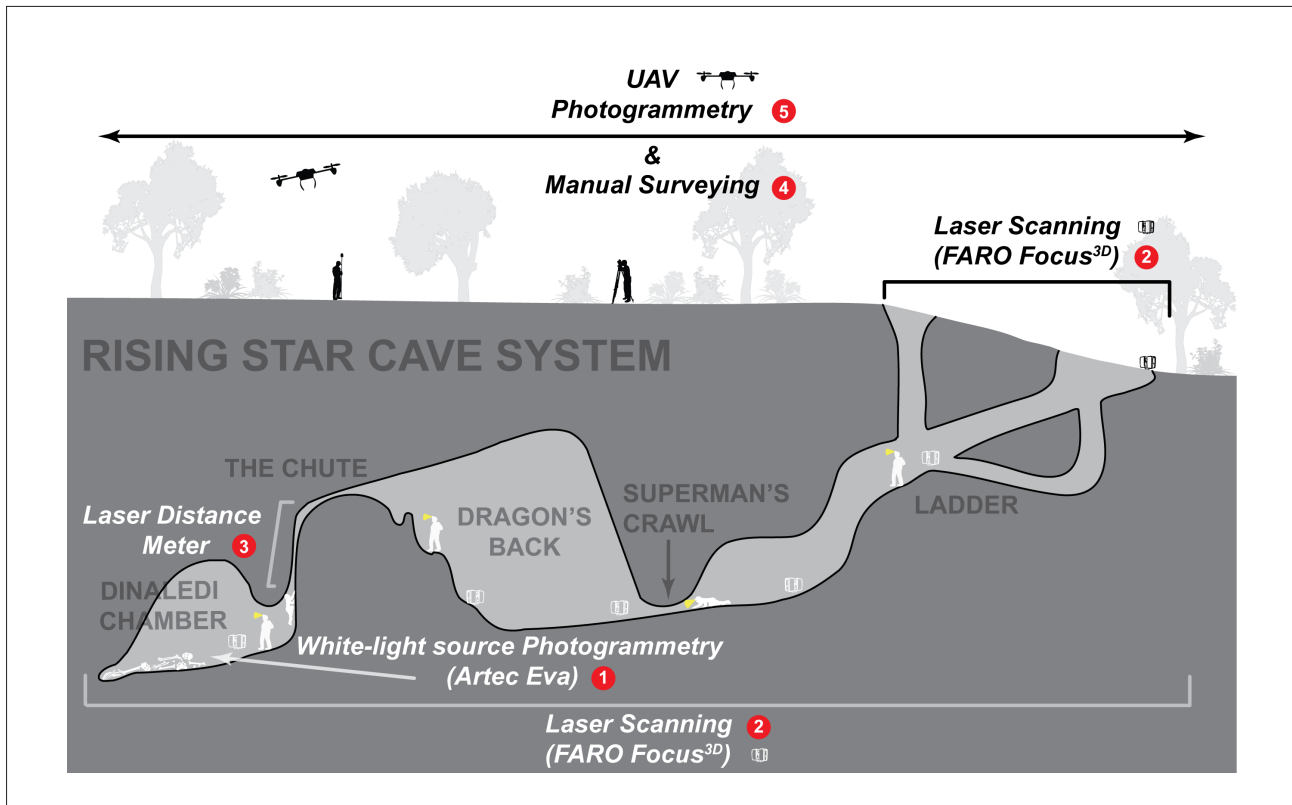 UAV
Photogrammetry 5
&
Manual Surveying 4
Laser Scanning
(FARO Focus3D) 2
RISING STAR CAVE SYSTEM
THE CHUTE
Laser Distance
Meter 3
DRAGON'S
BACK
SUPERMAN'S
CRAWL
LADDER
DINALEDI
CHAMBER
White-light source Photogrammetry
(Artec Eva) 1
Laser Scanning 2
(FARO Focus3D)